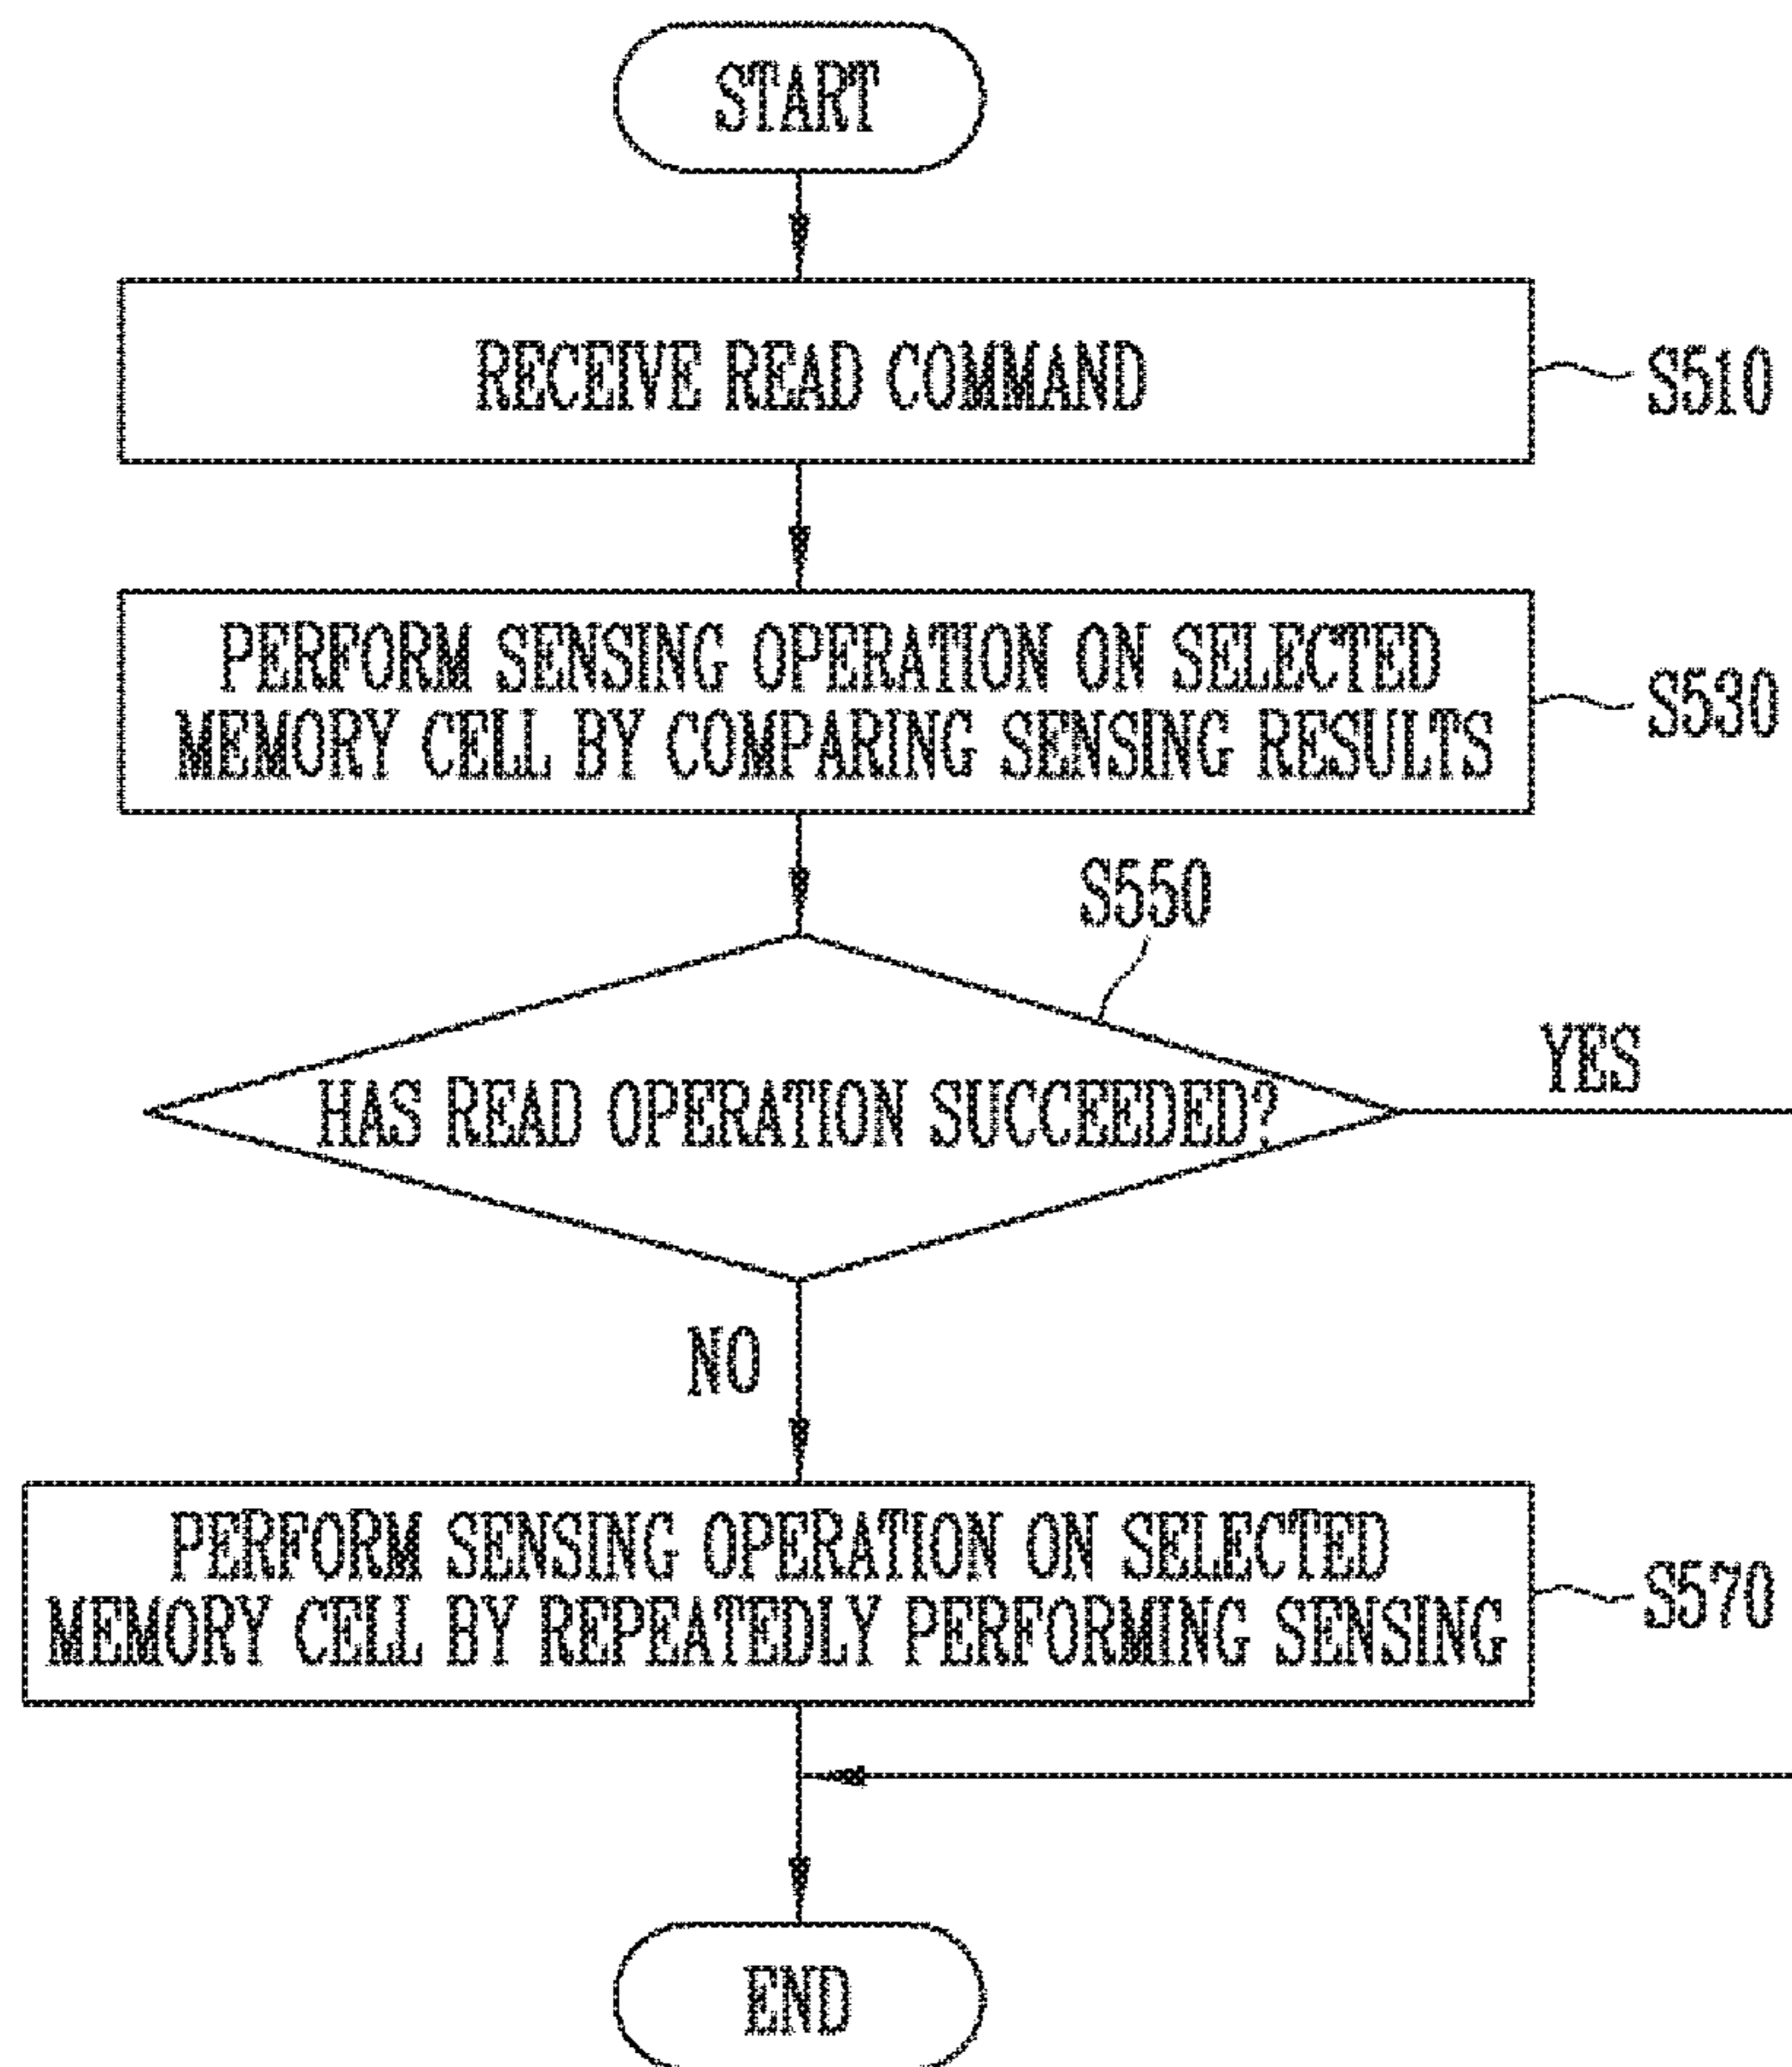 START
RECEIVE READ COMMAND
S510
PERFORM SENSING OPERATION ON SELECTED
MEMORY CELL BY COMPARING SENSING RESULTS
S530
S550
HAS READ OPERATION SUCCEEDED?
YES
NO
PERFORM SENSING OPERATION ON SELECTED
MEMORY CELL BY REPEATEDLY PERFORMING SENSING
S570
END